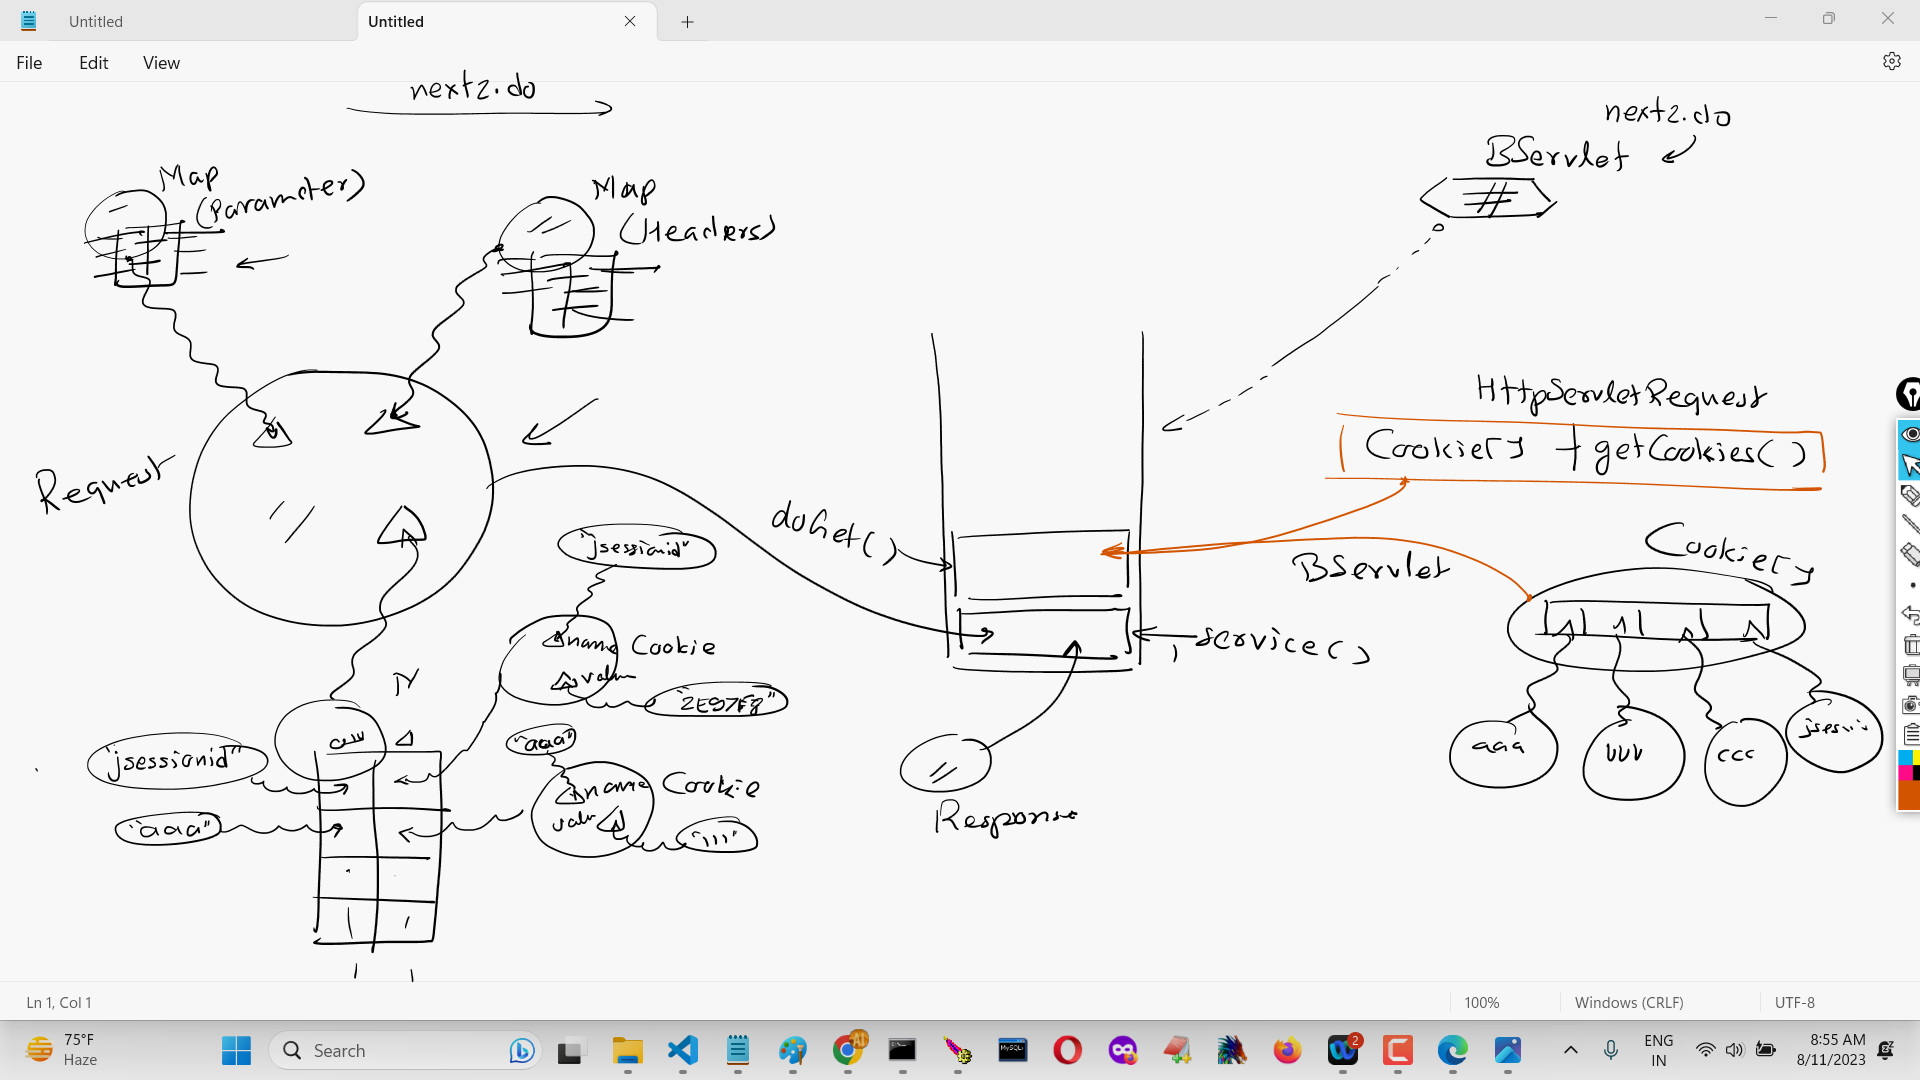 Untitled
Untitled
File Edit View
next2.do
next2.do
BServlet
Map
(Parameter)
Map
(Headers)
HttpServletRequest
Cookie[] + getCookies()
Request
doGet()
"jsessionid"
BServlet
Cookie[]
name Cookie
value
"2E97F8"
service()
"jsessionid"
"aaa"
"aaa"
name Cookie
value
"111"
aaa
ccc
Response
Ln 1, Col 1
100%
Windows (CRLF)
UTF-8
75°F
Haze
Search
MySQL
2
ENG
IN
8:55 AM
8/11/2023